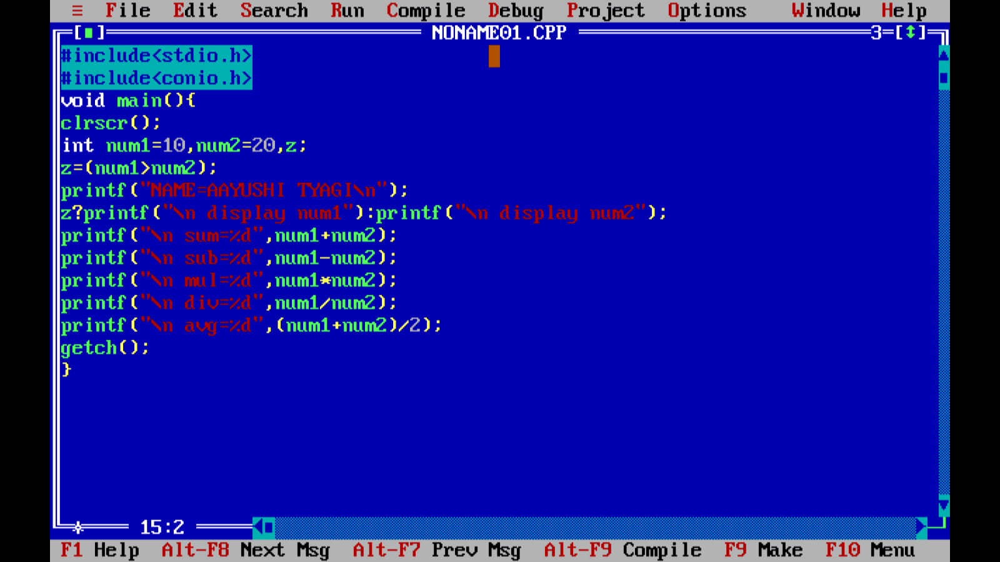 ≡ File Edit Search Run Compile Debug Project Options Window Help
[■] NONAME01.CPP 3=[↕]
#include<stdio.h>
#include<conio.h>
void main(){
clrscr();
int num1=10,num2=20,z;
z=(num1>num2);
printf("NAME=AAYUSHI TYAGI\n");
z?printf("\n display num1"):printf("\n display num2");
printf("\n sum=%d",num1+num2);
printf("\n sub=%d",num1-num2);
printf("\n mul=%d",num1*num2);
printf("\n div=%d",num1/num2);
printf("\n avg=%d",(num1+num2)/2);
getch();
}
15:2
F1 Help Alt-F8 Next Msg Alt-F7 Prev Msg Alt-F9 Compile F9 Make F10 Menu